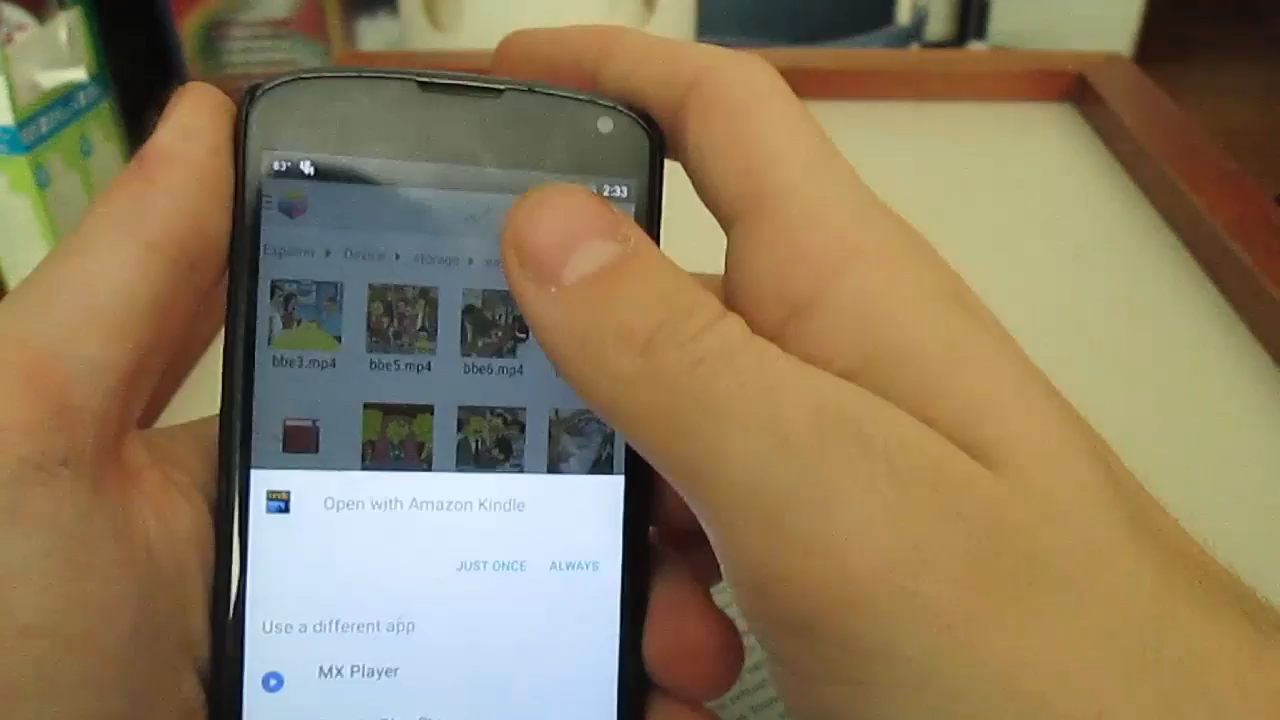 83°
2:33
Explorer Device storage
bbe3.mp4 bbe5.mp4 bbe6.mp4
Open with Amazon Kindle
JUST ONCE ALWAYS
Use a different app
MX Player